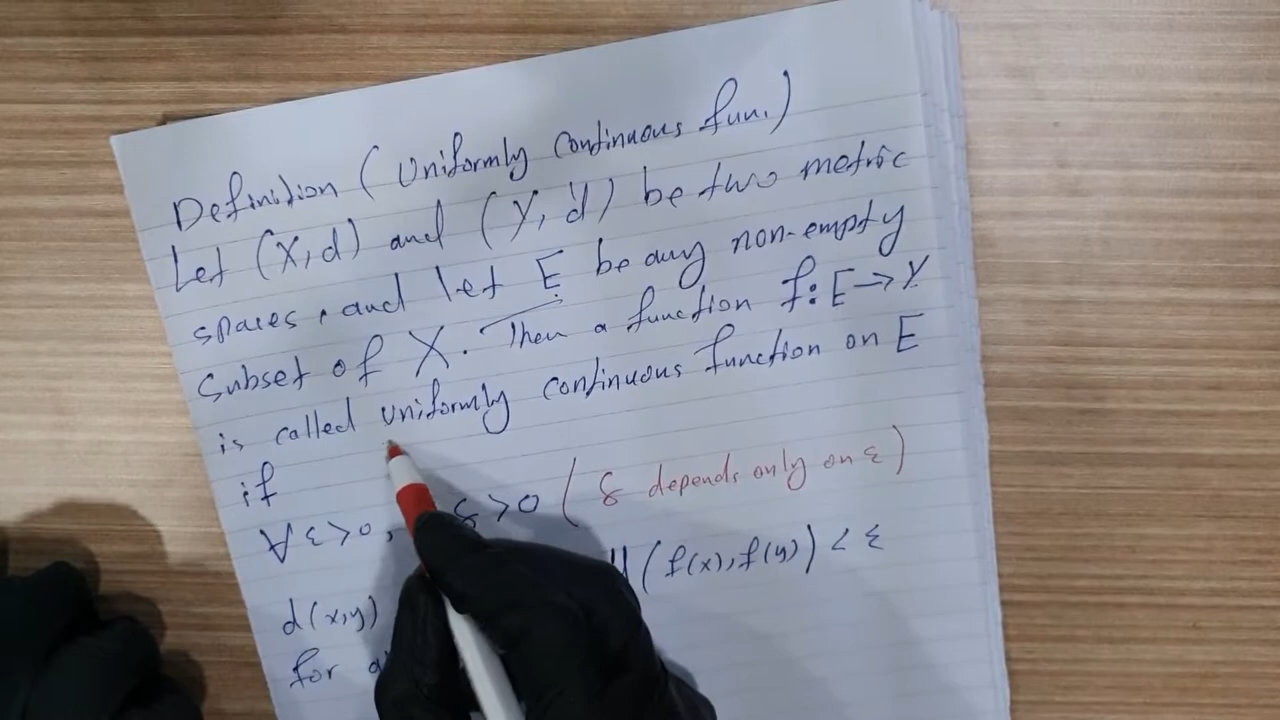 Definition ( Uniformly continuous fun.)
Let (X,d) and (Y, d') be two metric
spaces, and let E be any non-empty
Subset of X. Then a function f: E → Y
is called uniformly continuous function on E
if
∀ ε>0, δ>0 ( δ depends only on ε )
d(x,y) (f(x), f(y)) < ε
for